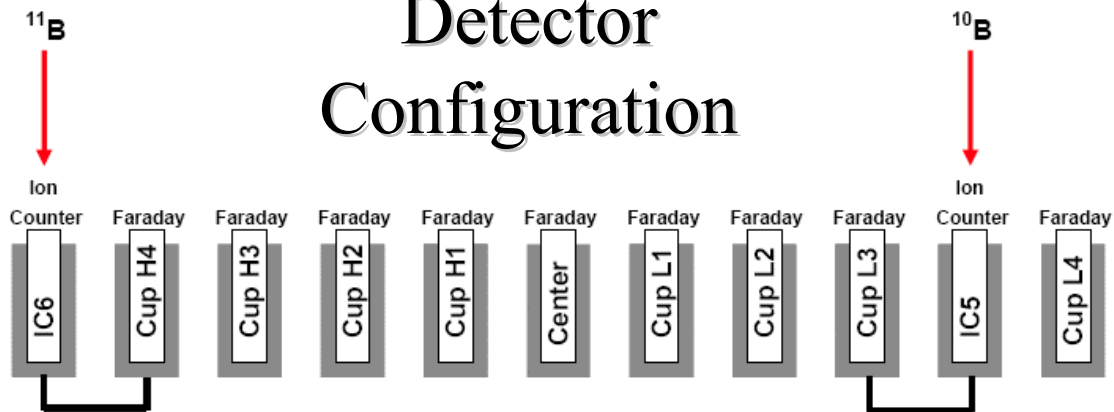 Detector
Configuration
¹¹B ¹⁰B
Ion Ion
Counter Faraday Faraday Faraday Faraday Faraday Faraday Faraday Faraday Counter Faraday
IC6 Cup H4 Cup H3 Cup H2 Cup H1 Center Cup L1 Cup L2 Cup L3 IC5 Cup L4